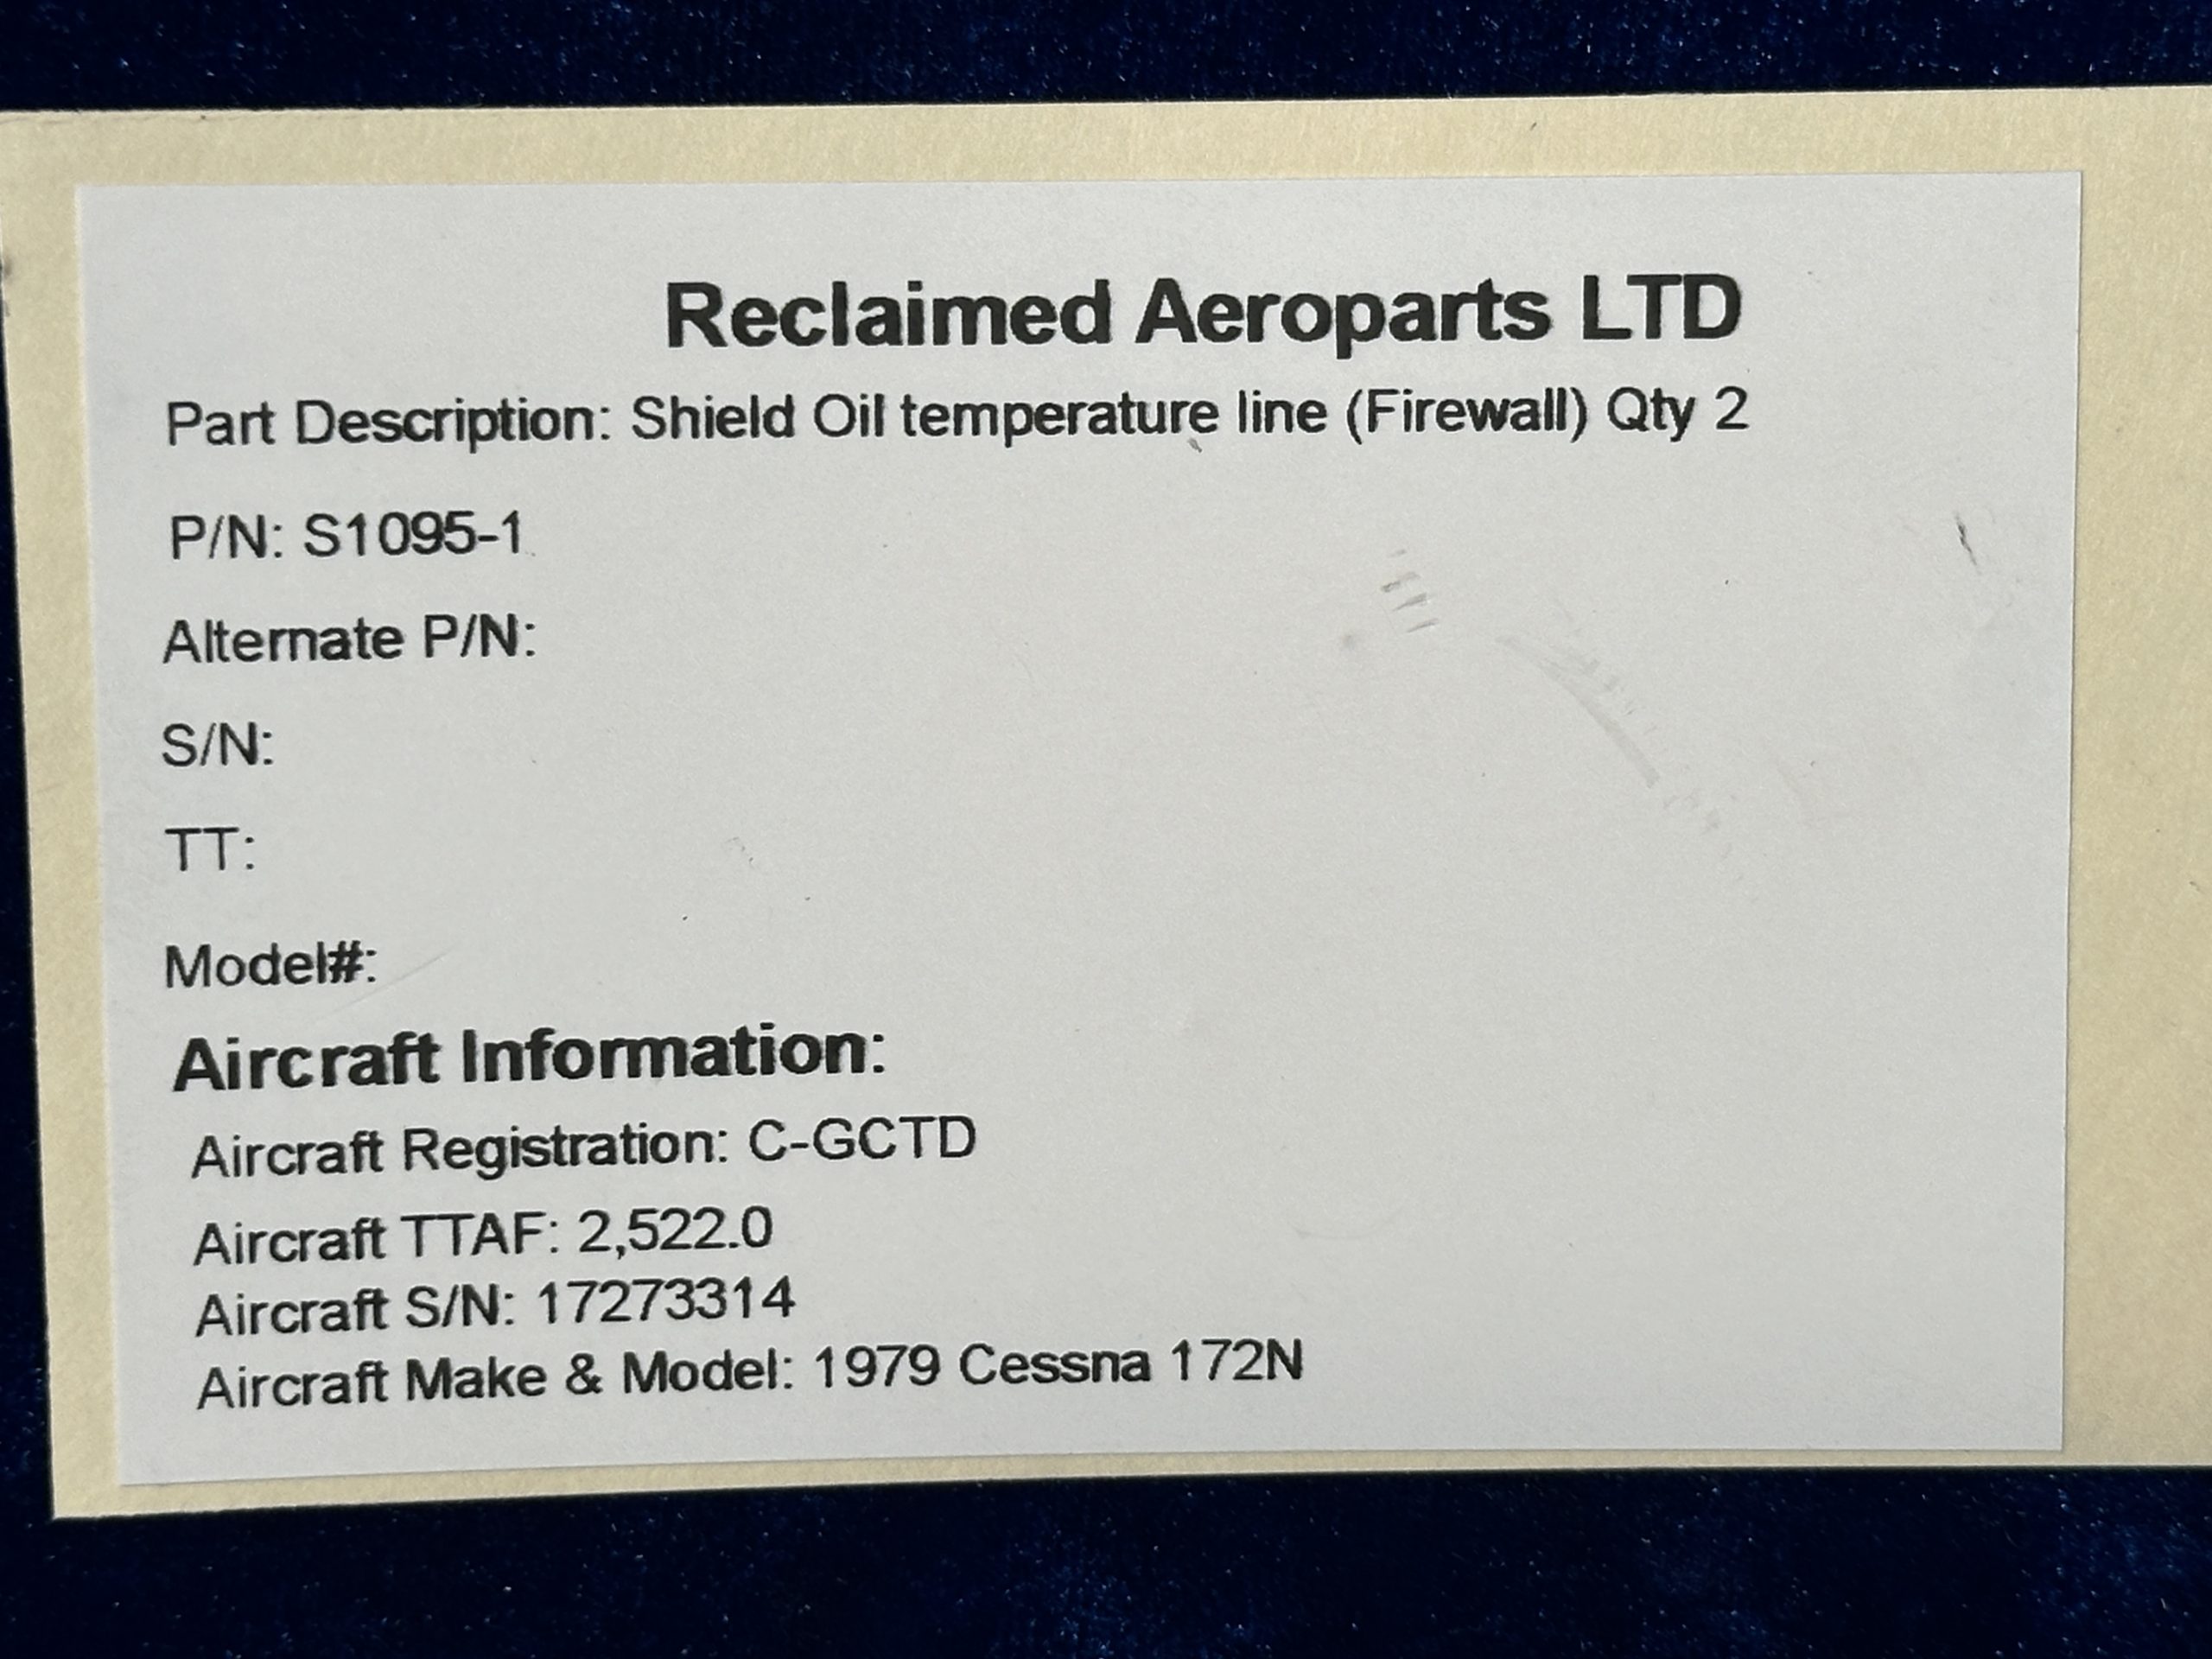 Reclaimed Aeroparts LTD
Part Description: Shield Oil temperature line (Firewall) Qty 2
P/N: S1095-1
Alternate P/N:
S/N:
TT:
Model#:
Aircraft Information:
Aircraft Registration: C-GCTD
Aircraft TTAF: 2,522.0
Aircraft S/N: 17273314
Aircraft Make & Model: 1979 Cessna 172N